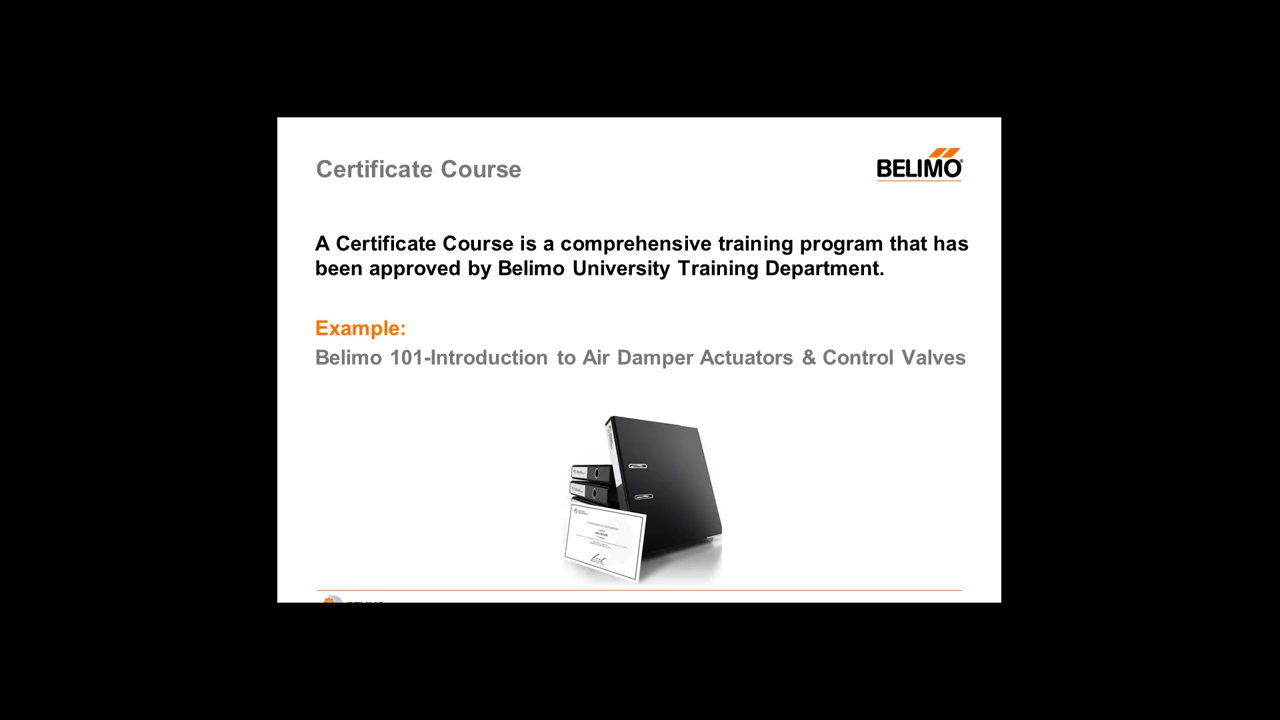 Certificate Course
BELIMO
A Certificate Course is a comprehensive training program that has
been approved by Belimo University Training Department.
Example:
Belimo 101-Introduction to Air Damper Actuators & Control Valves